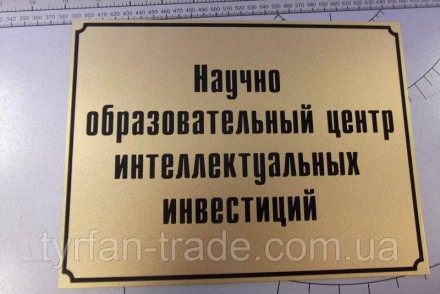 Научно
образовательный центр
интеллектуальных
инвестиций
tyrfan-trade.com.ua